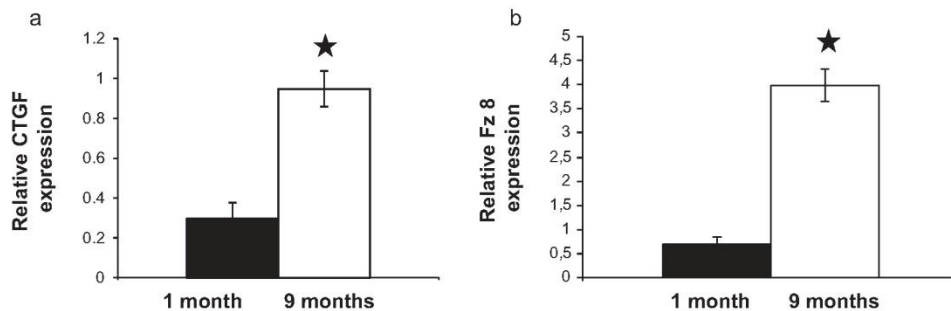 a
Relative CTGF
expression
1.2
1
0.8
0.6
0.4
0.2
0
1 month
9 months
b
Relative Fz 8
expression
5
4,5
4
3,5
3
2,5
2
1,5
1
0,5
0
1 month
9 months